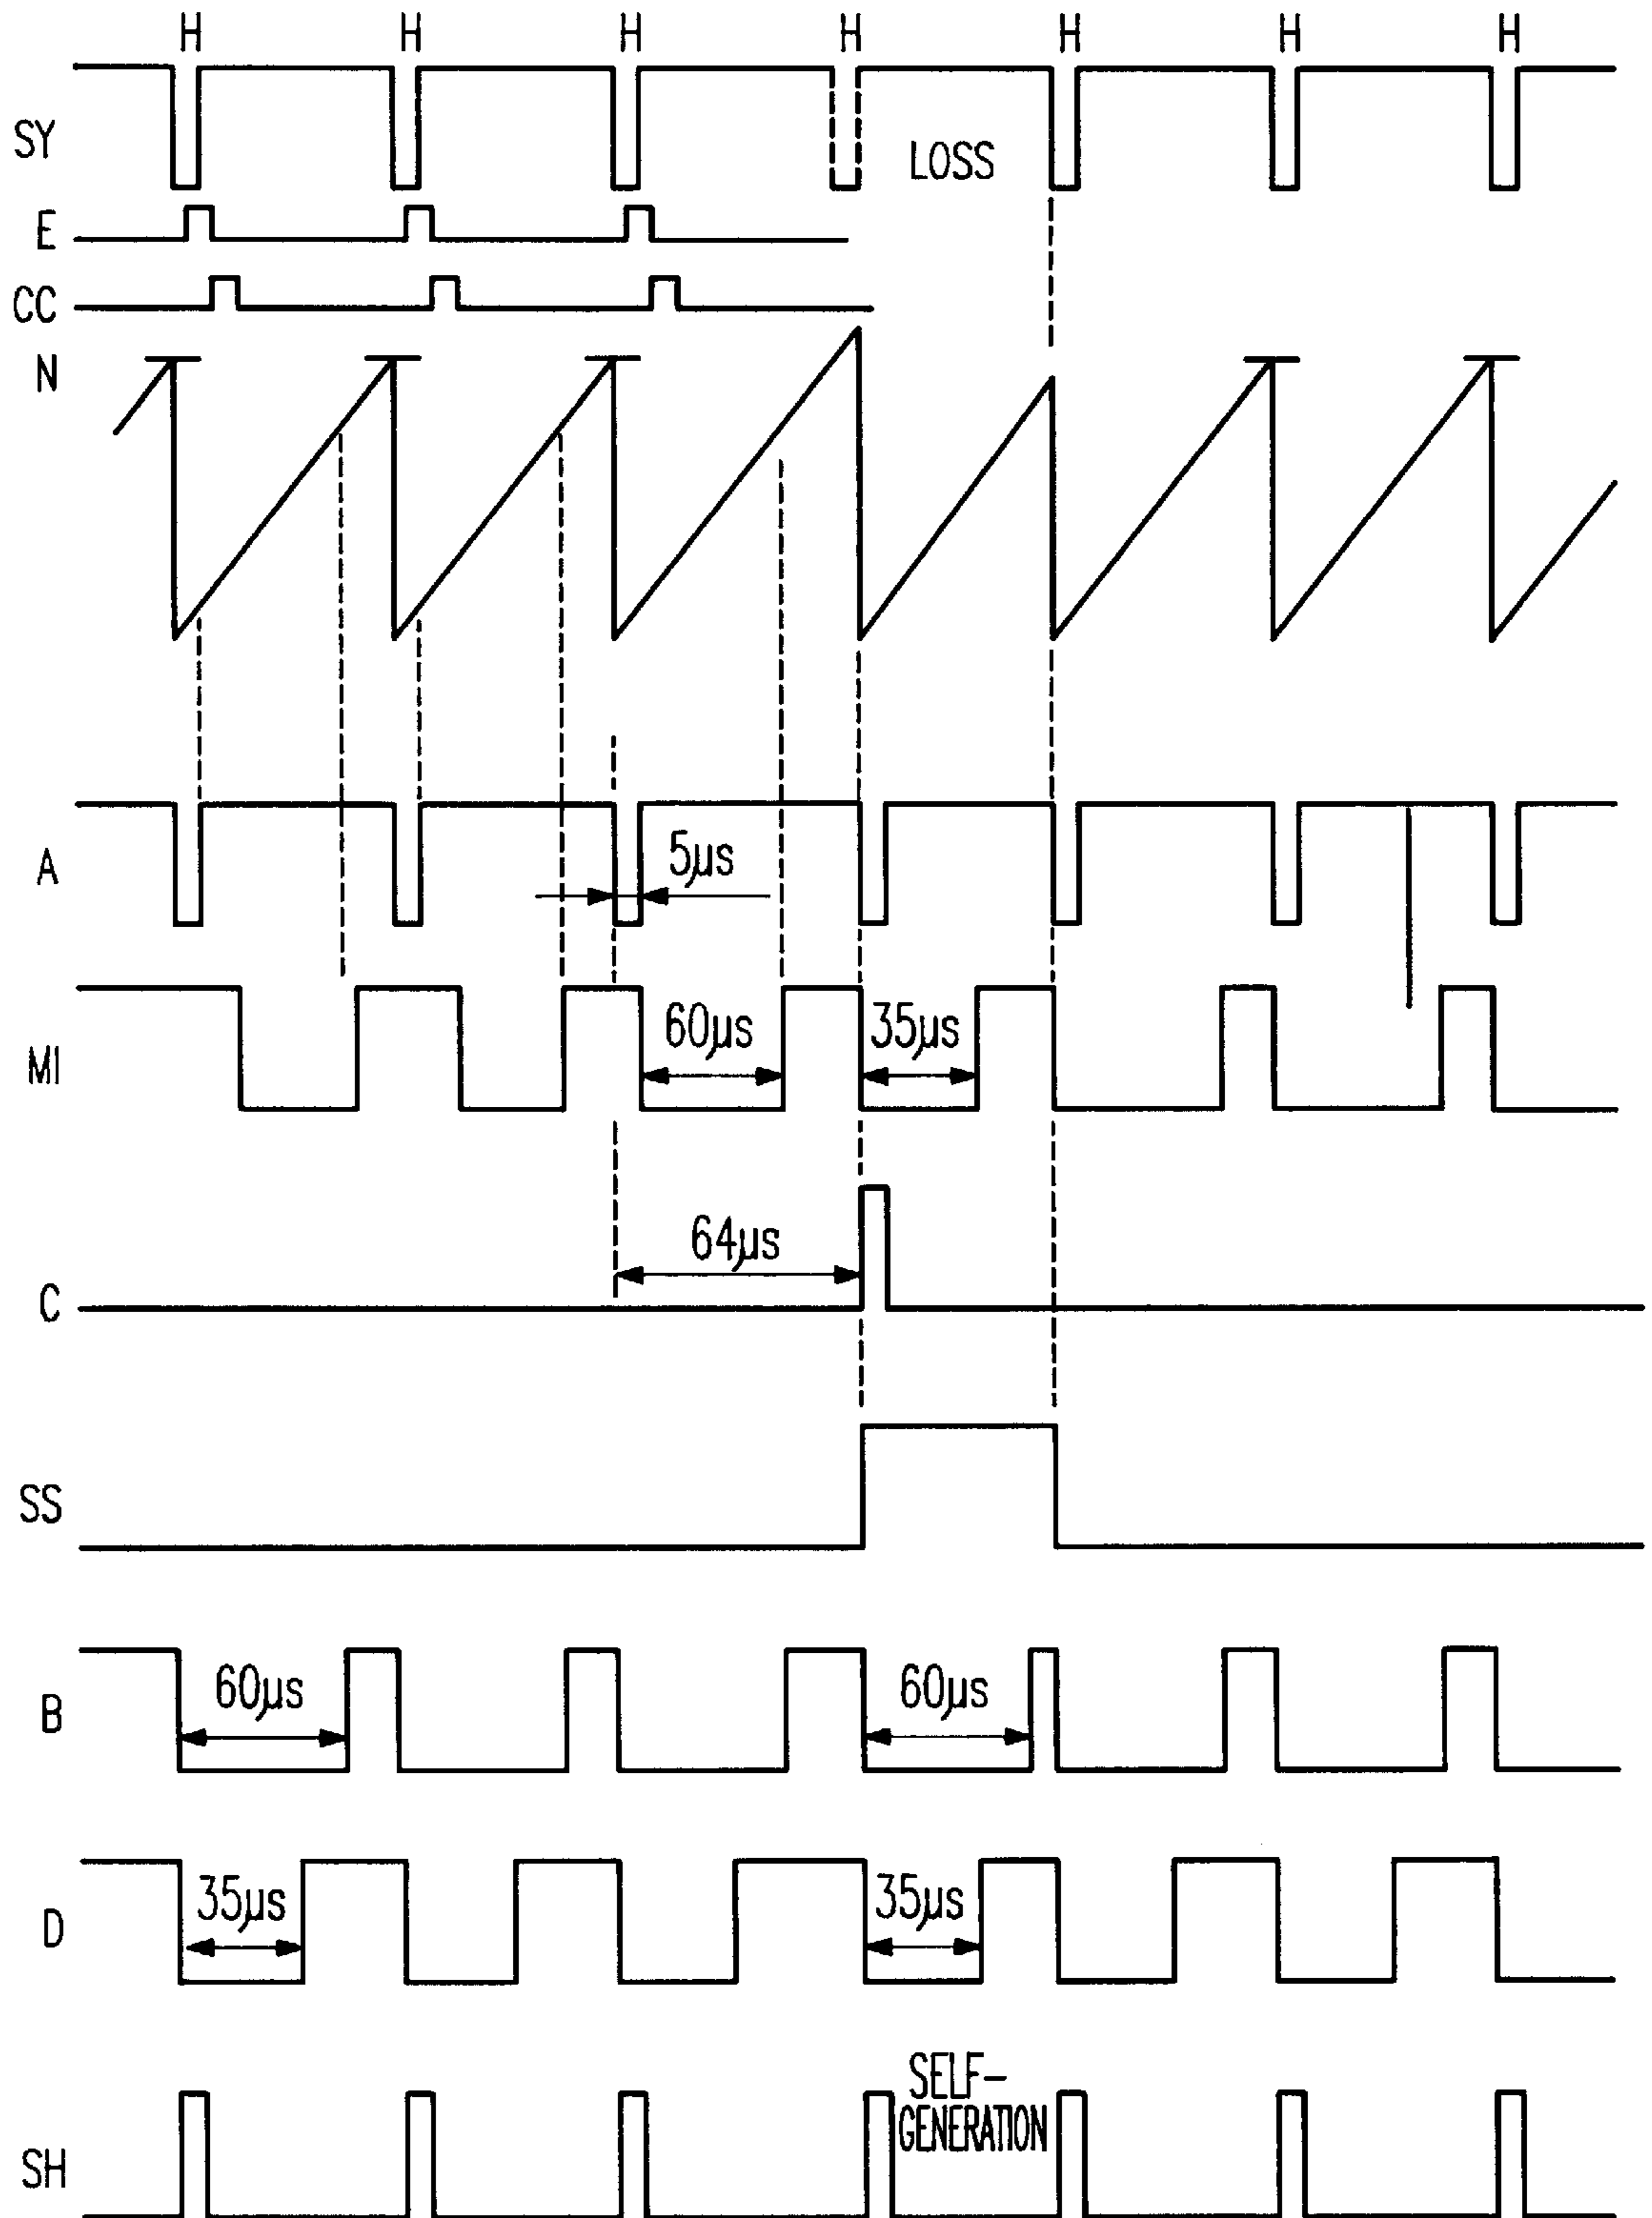 H H H H H H H
SY
LOSS
E
CC
N
A
5µs
MI
60µs 35µs
C
64µs
SS
B
60µs 60µs
D
35µs 35µs
SH
SELF-
GENERATION